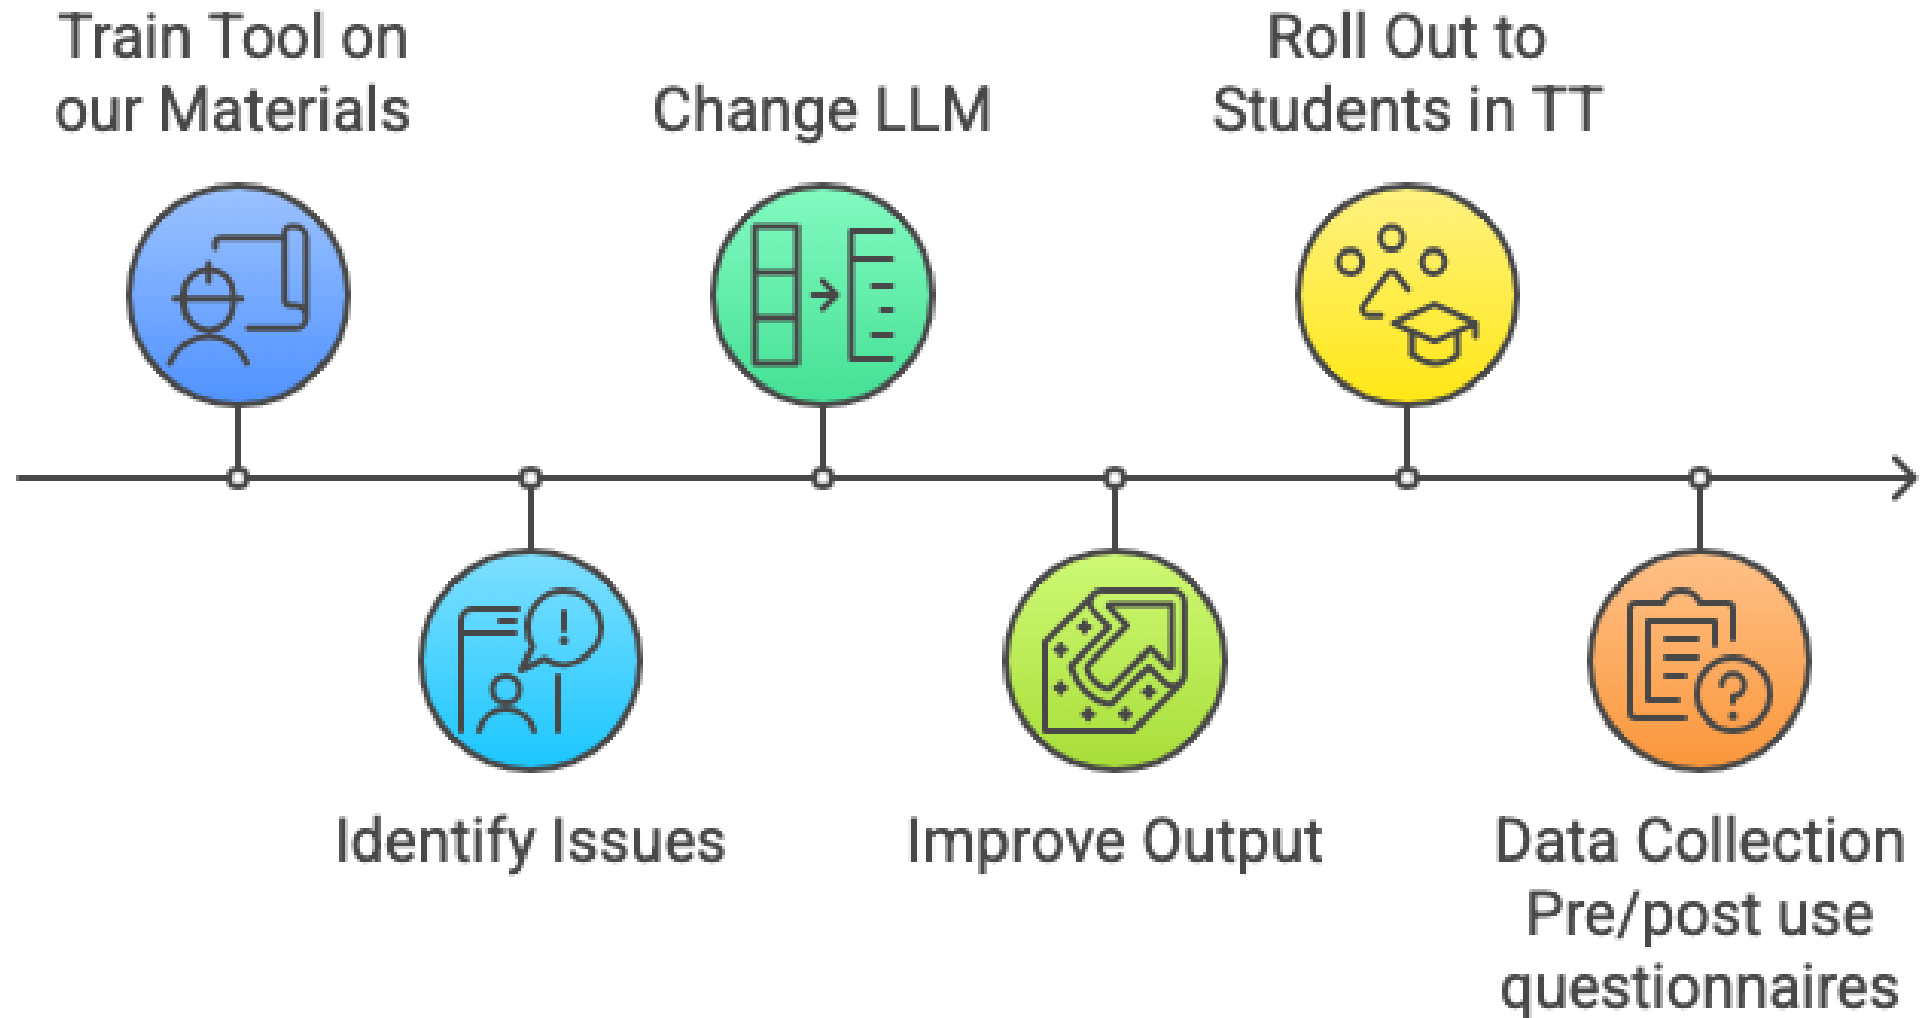 Train Tool on
our Materials
Identify Issues
Change LLM
Improve Output
Roll Out to
Students in TT
Data Collection
Pre/post use
questionnaires